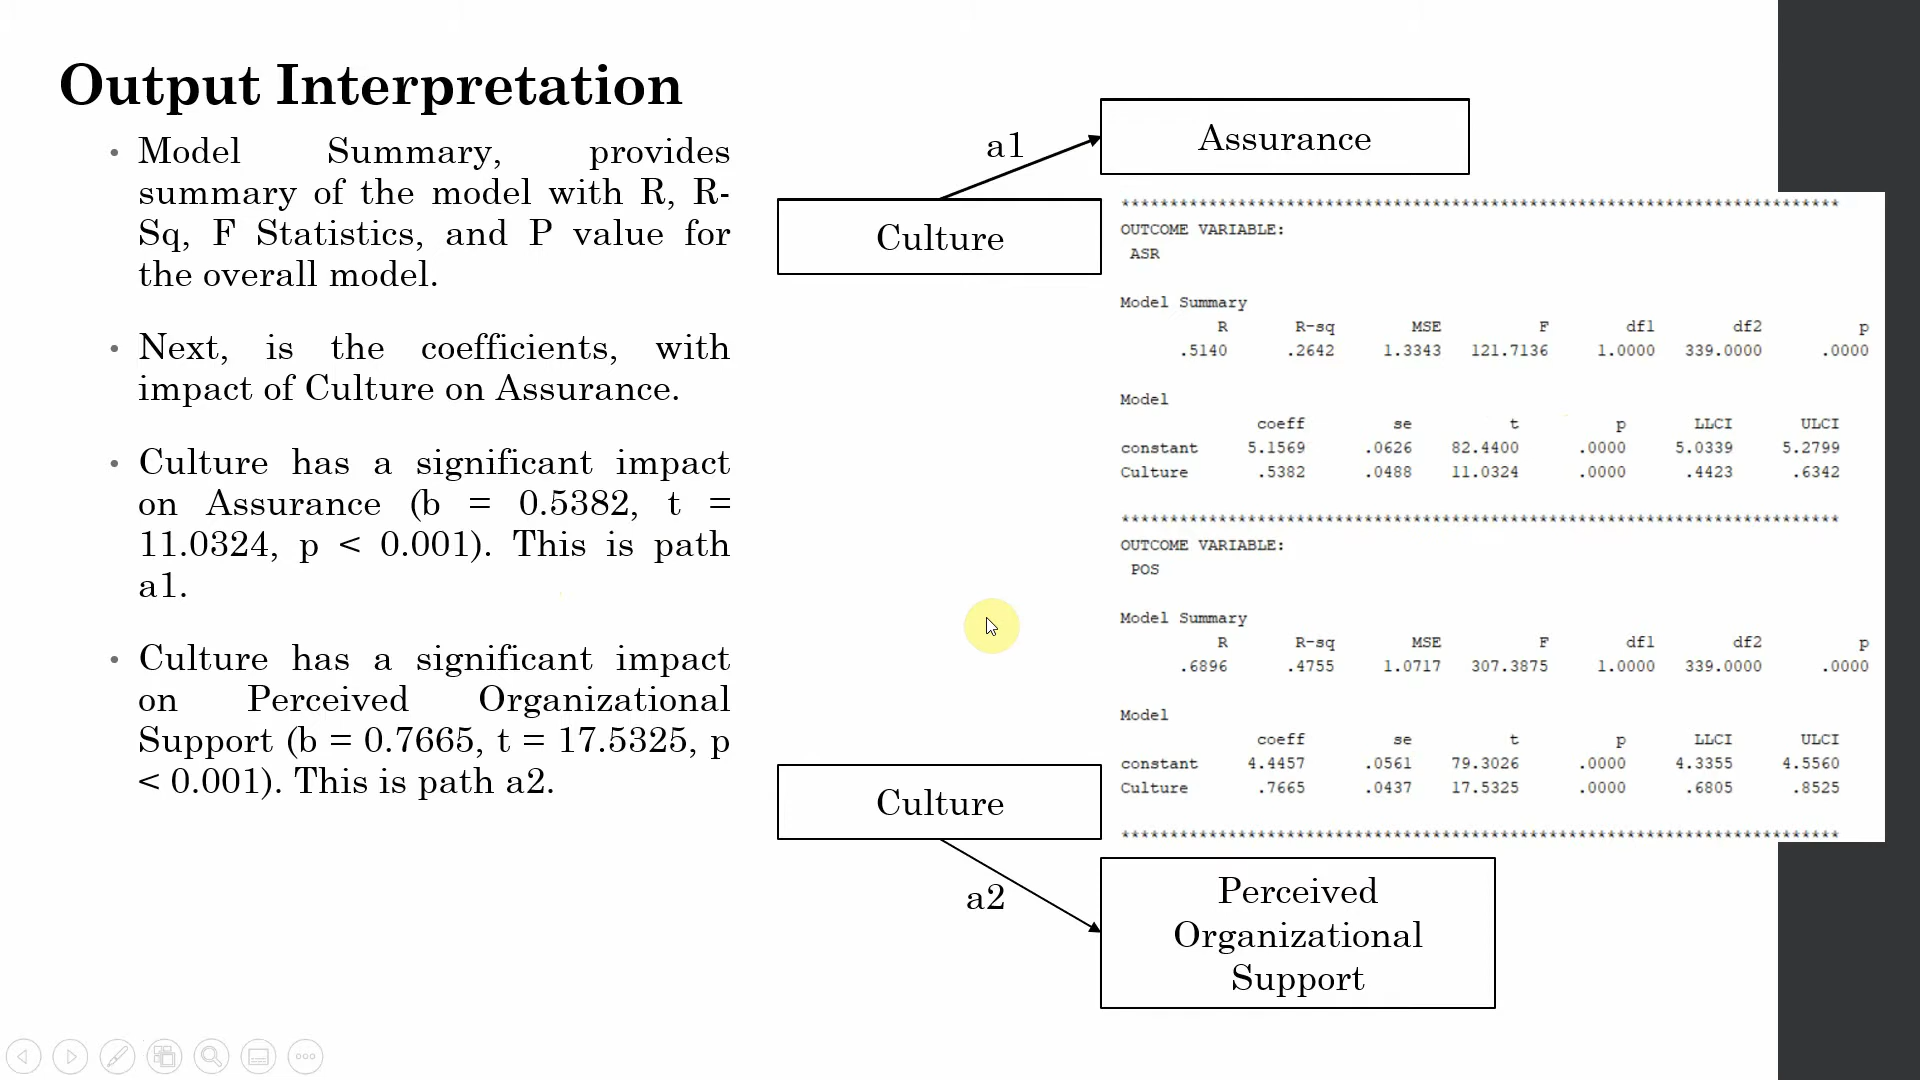 Output Interpretation
• Model Summary, provides
summary of the model with R, R-
Sq, F Statistics, and P value for
the overall model.
• Next, is the coefficients, with
impact of Culture on Assurance.
• Culture has a significant impact
on Assurance (b = 0.5382, t =
11.0324, p < 0.001). This is path
a1.
• Culture has a significant impact
on Perceived Organizational
Support (b = 0.7665, t = 17.5325, p
< 0.001). This is path a2.
a1
Assurance
Culture
********************************************************************************
OUTCOME VARIABLE:
ASR
Model Summary
R R-sq MSE F df1 df2 p
.5140 .2642 1.3343 121.7136 1.0000 339.0000 .0000
Model
coeff se t p LLCI ULCI
constant 5.1569 .0626 82.4400 .0000 5.0339 5.2799
Culture .5382 .0488 11.0324 .0000 .4423 .6342
********************************************************************************
OUTCOME VARIABLE:
POS
Model Summary
R R-sq MSE F df1 df2 p
.6896 .4755 1.0717 307.3875 1.0000 339.0000 .0000
Model
coeff se t p LLCI ULCI
constant 4.4457 .0561 79.3026 .0000 4.3355 4.5560
Culture .7665 .0437 17.5325 .0000 .6805 .8525
********************************************************************************
Culture
a2
Perceived
Organizational
Support